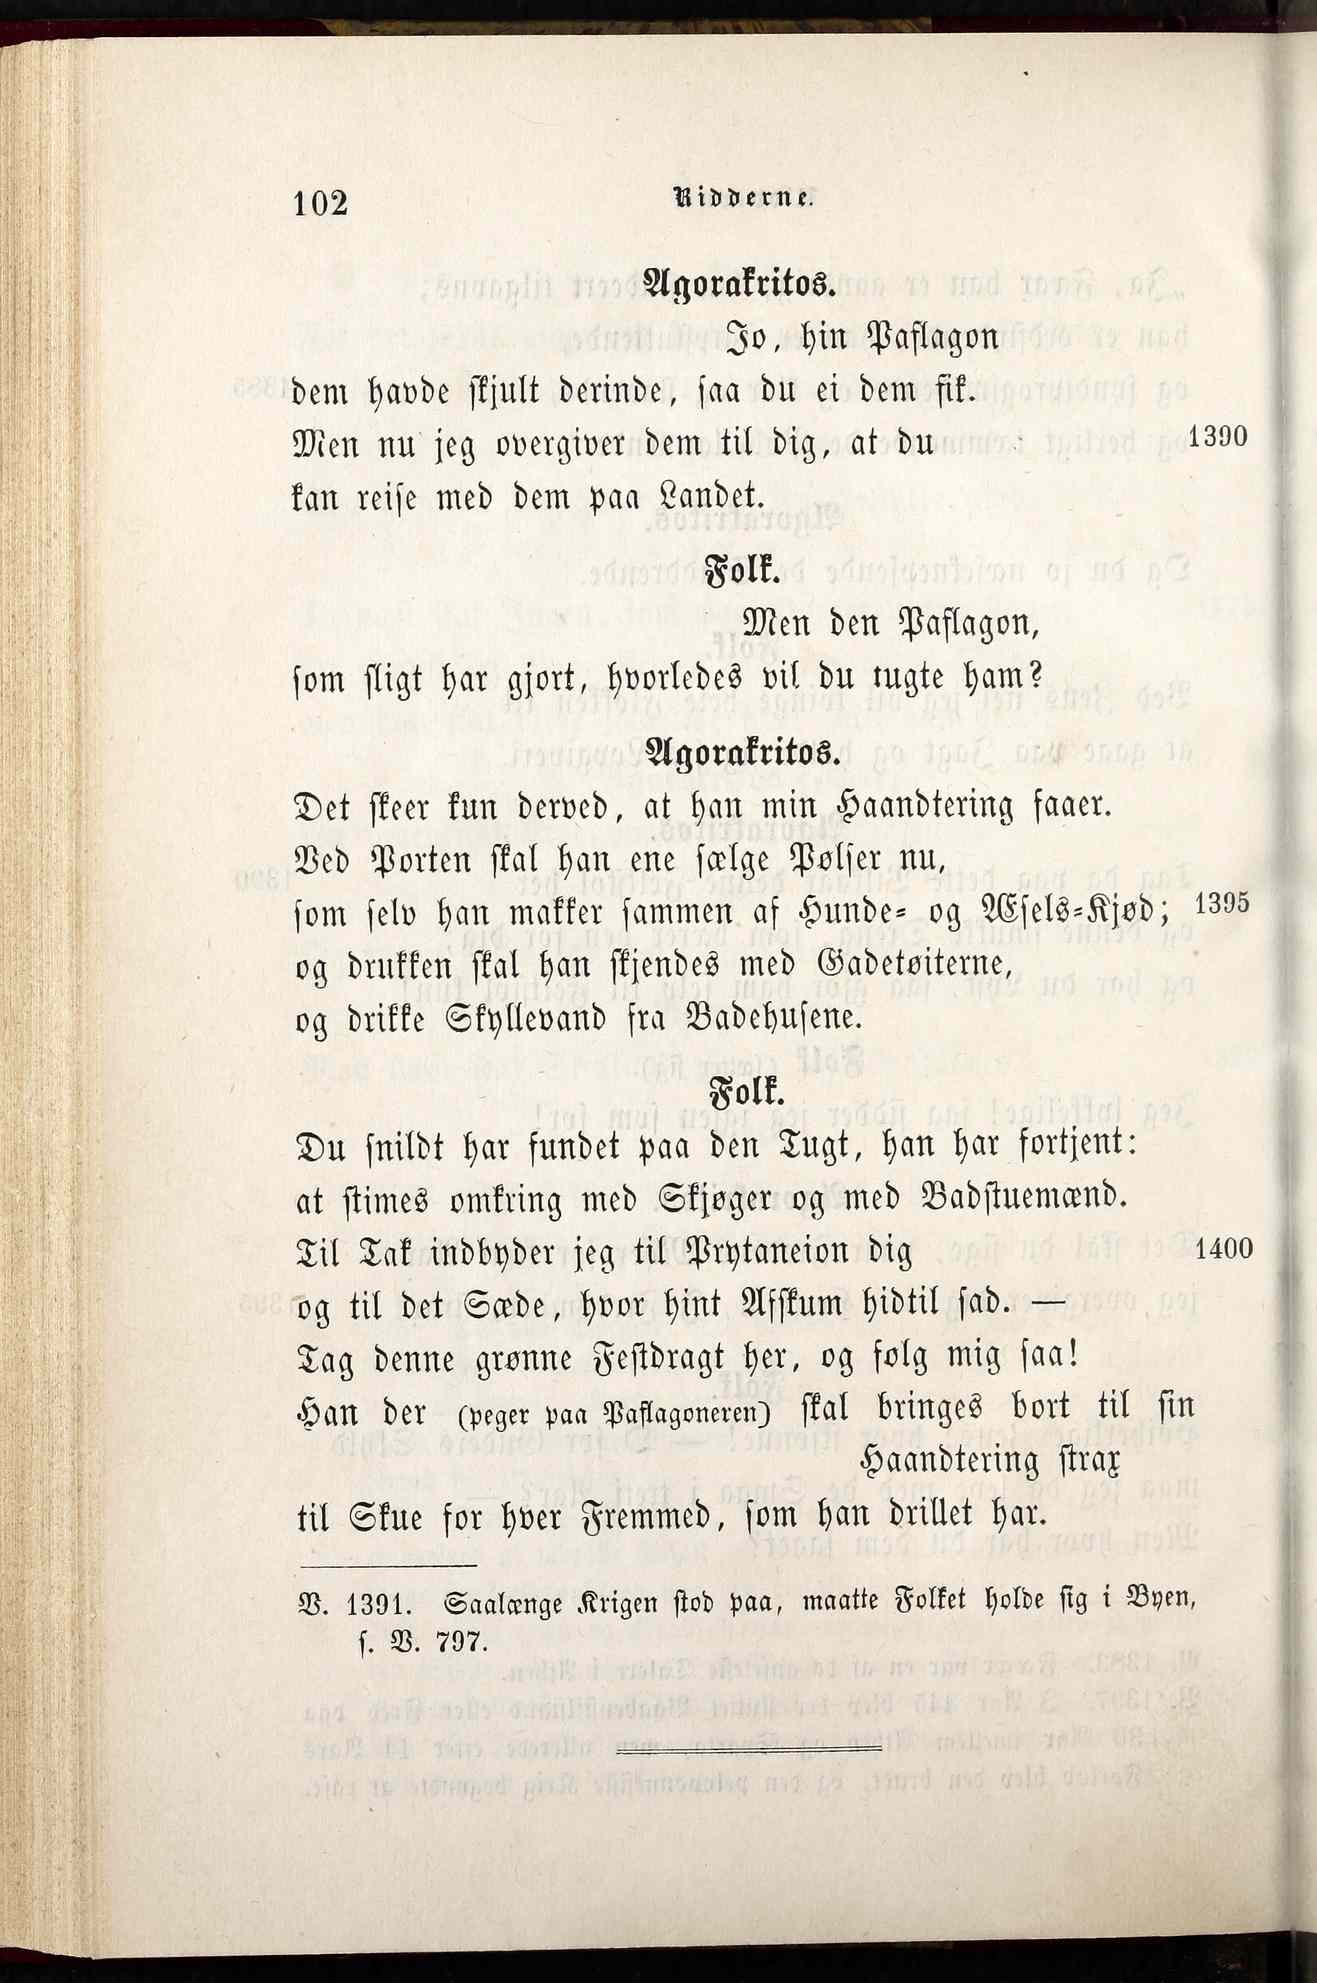 102 Ridderne.
Agorakritos.
Jo, hin Paflagon
dem havde skjult derinde, saa du ei dem fik.
Men nu jeg overgiver dem til dig, at du 1390
kan reise med dem paa Landet.
Folk.
Men den Paflagon,
som sligt har gjort, hvorledes vil du tugte ham?
Agorakritos.
Det skeer kun derved, at han min Haandtering faaer.
Ved Porten skal han ene sælge Pølser nu,
som selv han makker sammen af Hunde- og Æsels-Kjød; 1395
og drukken skal han skjendes med Gadetøiterne,
og drikke Skyllevand fra Badehusene.
Folk.
Du snildt har fundet paa den Tugt, han har fortjent:
at stimes omkring med Skjøger og med Badstuemænd.
Til Tak indbyder jeg til Prytaneion dig 1400
og til det Sæde, hvor hint Afskum hidtil sad. —
Tag denne grønne Festdragt her, og følg mig saa!
Han der (peger paa Paflagoneren) skal bringes bort til sin
Haandtering strax
til Skue for hver Fremmed, som han drillet har.
V. 1391. Saalænge Krigen stod paa, maatte Folket holde sig i Byen,
s. V. 797.